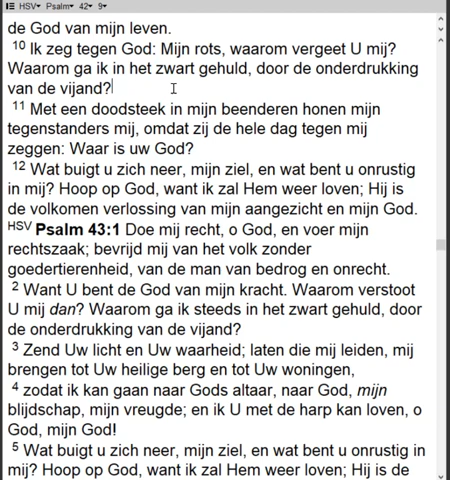 HSV▾ Psalm▾ 42▾ 9▾
de God van mijn leven.
10 Ik zeg tegen God: Mijn rots, waarom vergeet U mij?
Waarom ga ik in het zwart gehuld, door de onderdrukking
van de vijand?
11 Met een doodsteek in mijn beenderen honen mijn
tegenstanders mij, omdat zij de hele dag tegen mij
zeggen: Waar is uw God?
12 Wat buigt u zich neer, mijn ziel, en wat bent u onrustig
in mij? Hoop op God, want ik zal Hem weer loven; Hij is
de volkomen verlossing van mijn aangezicht en mijn God.
HSV Psalm 43:1 Doe mij recht, o God, en voer mijn
rechtszaak; bevrijd mij van het volk zonder
goedertierenheid, van de man van bedrog en onrecht.
2 Want U bent de God van mijn kracht. Waarom verstoot
U mij dan? Waarom ga ik steeds in het zwart gehuld, door
de onderdrukking van de vijand?
3 Zend Uw licht en Uw waarheid; laten die mij leiden, mij
brengen tot Uw heilige berg en tot Uw woningen,
4 zodat ik kan gaan naar Gods altaar, naar God, mijn
blijdschap, mijn vreugde; en ik U met de harp kan loven, o
God, mijn God!
5 Wat buigt u zich neer, mijn ziel, en wat bent u onrustig in
mij? Hoop op God, want ik zal Hem weer loven; Hij is de